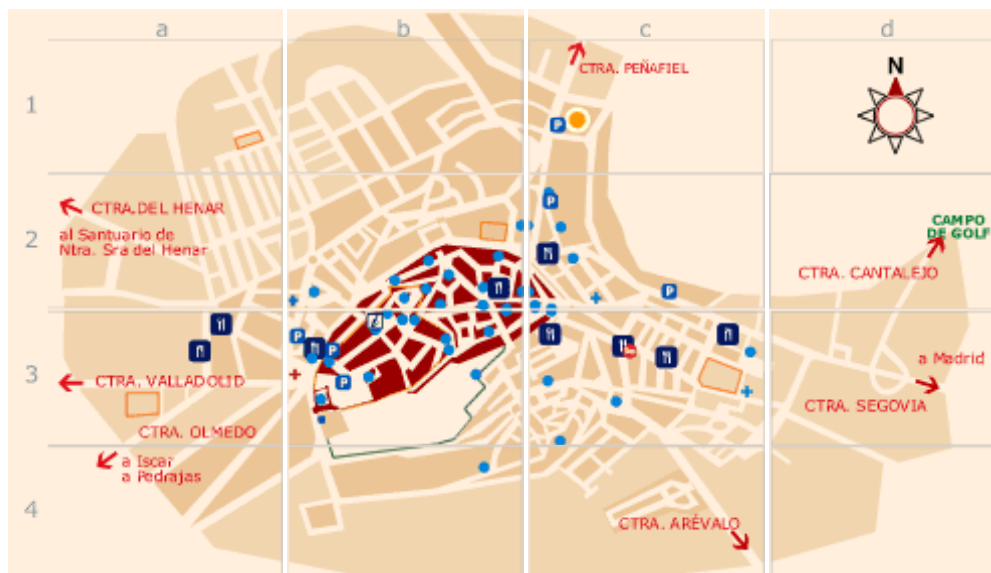 a b c d
1
2
3
4
CTRA. PEÑAFIEL
N
P
P
CTRA.DEL HENAR
al Santuario de
Ntra. Sra del Henar
CAMPO
DE GOLF
CTRA. CANTALEJO
P
P
P
P
a Madrid
CTRA. VALLADOLID
CTRA. SEGOVIA
CTRA. OLMEDO
a Iscar
a Pedrajas
CTRA. ARÉVALO